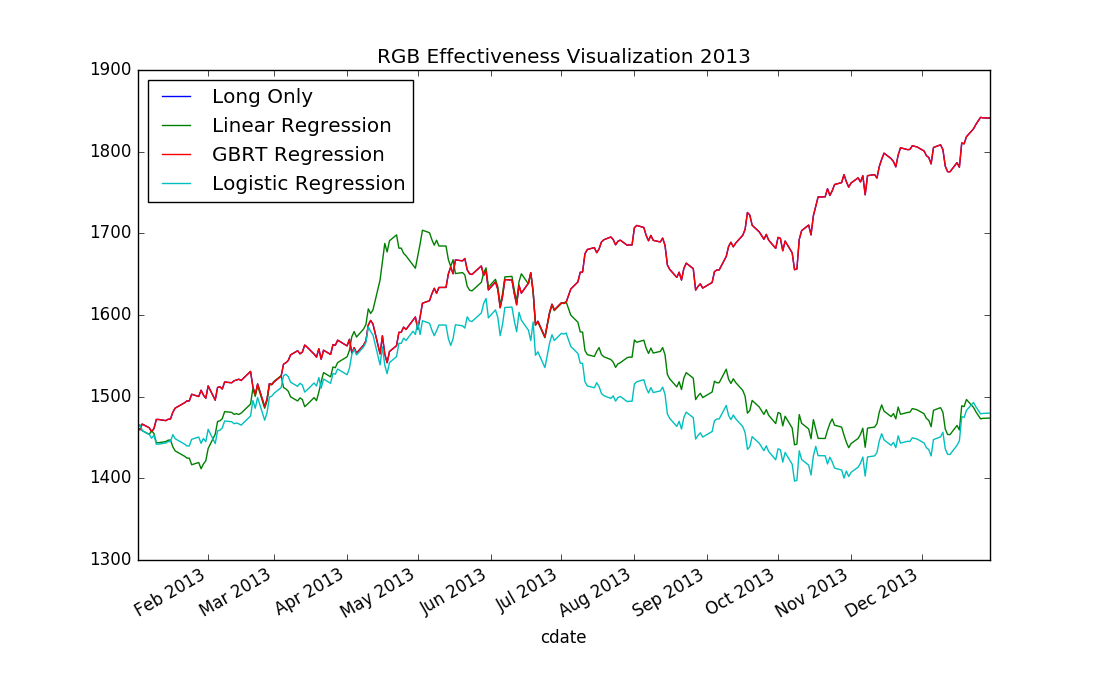 RGB Effectiveness Visualization 2013
1900
1800
1700
1600
1500
1400
1300
Long Only
Linear Regression
GBRT Regression
Logistic Regression
Feb 2013
Mar 2013
Apr 2013
May 2013
Jun 2013
Jul 2013
Aug 2013
Sep 2013
Oct 2013
Nov 2013
Dec 2013
cdate